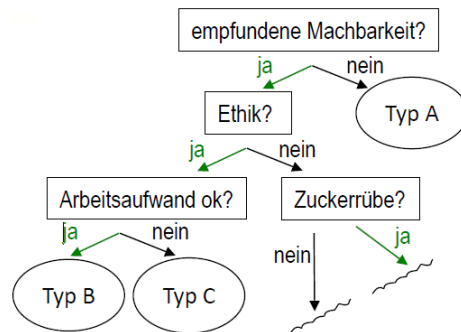 empfundene Machbarkeit?
ja
nein
Ethik?
Typ A
ja
nein
Arbeitsaufwand ok?
Zuckerrübe?
ja
nein
nein
ja
Typ B
Typ C